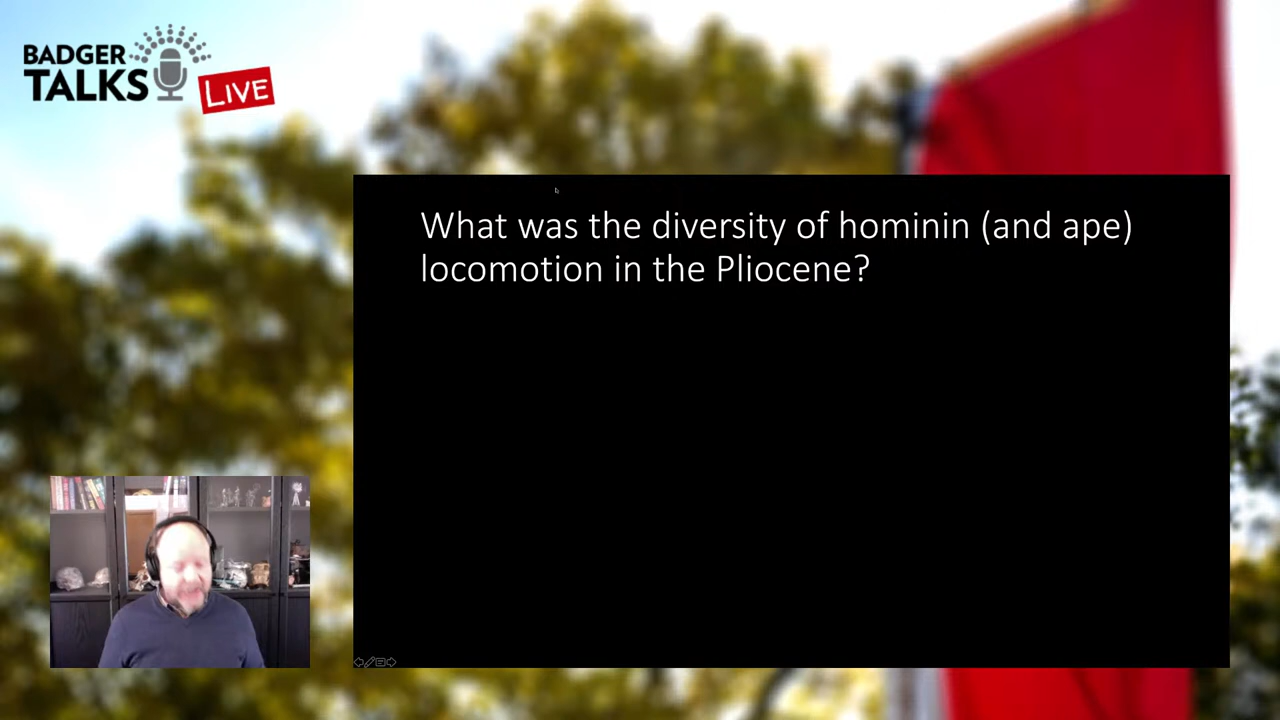 BADGER
TALKS
LIVE
What was the diversity of hominin (and ape)
locomotion in the Pliocene?